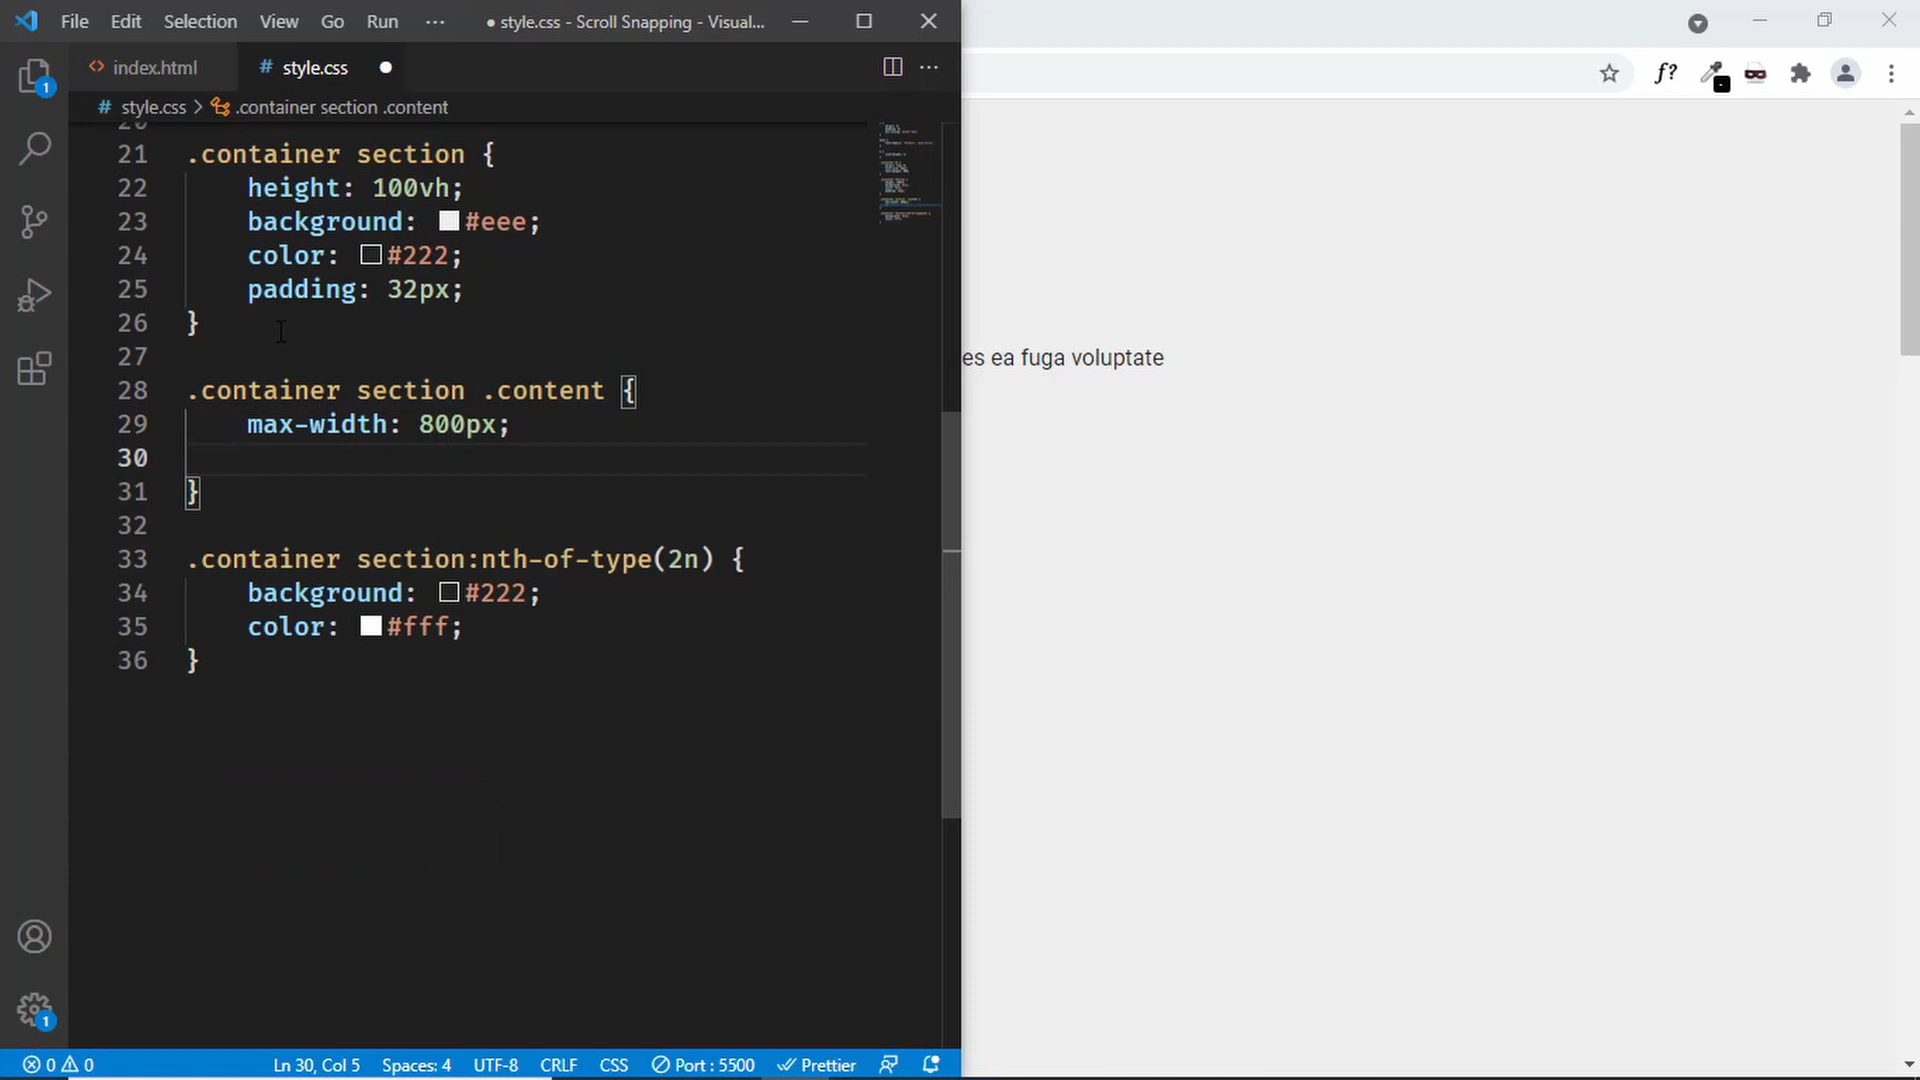 File Edit Selection View Go Run ··· ● style.css - Scroll Snapping - Visual...
index.html # style.css ●
# style.css > .container section .content
20
21 .container section {
22 height: 100vh;
23 background: #eee;
24 color: #222;
25 padding: 32px;
26 }
27
28 .container section .content {
29 max-width: 800px;
30
31 }
32
33 .container section:nth-of-type(2n) {
34 background: #222;
35 color: #fff;
36 }
1
1
0 0 Ln 30, Col 5 Spaces: 4 UTF-8 CRLF CSS Port : 5500 Prettier
f?
es ea fuga voluptate